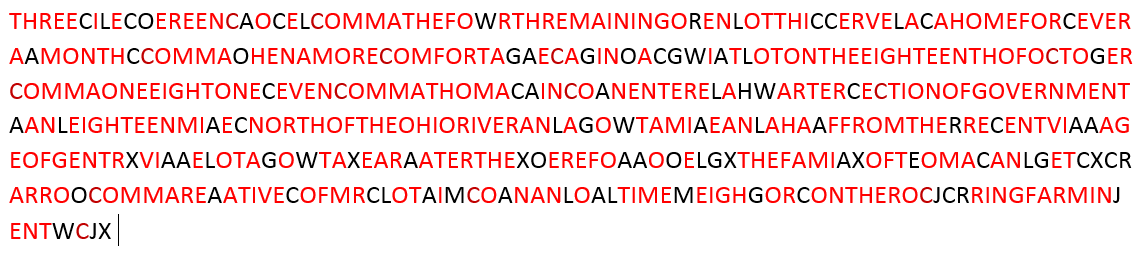 THREECILECOEREENCAOCELCOMMATHEFOWRTHREMAININGORENLOTTHICCERVELACAHOMEFORCEVER
AAMONTHCCOMMAOHENAMORECOMFORTAGAECAGINOACGWIATLOTONTHEEIGHTEENTHOFOCTOGER
COMMAONEEIGHTONECEVENCOMMATHOMACAINCOANENTERELAHWARTERCECTIONOFGOVERNMENT
AANLEIGHTEENMIAECNORTHOFTHEOHIORIVERANLAGOWTAMIAEANLAHAAFFROMTHERRECENTVIAAAG
EOFGENTRXVIAAELOTAGOWTAXEARAATERTHEXOEREFOAAOOELGXTHEFAMIAXOFTEOMACANLGETCXCR
ARROOCOMMAREAATIVECOFMRCLOTAIMCOANANLOALTIMEMEIGHGORCONTHEROCJCRRINGFARMINJ
ENTWCJX